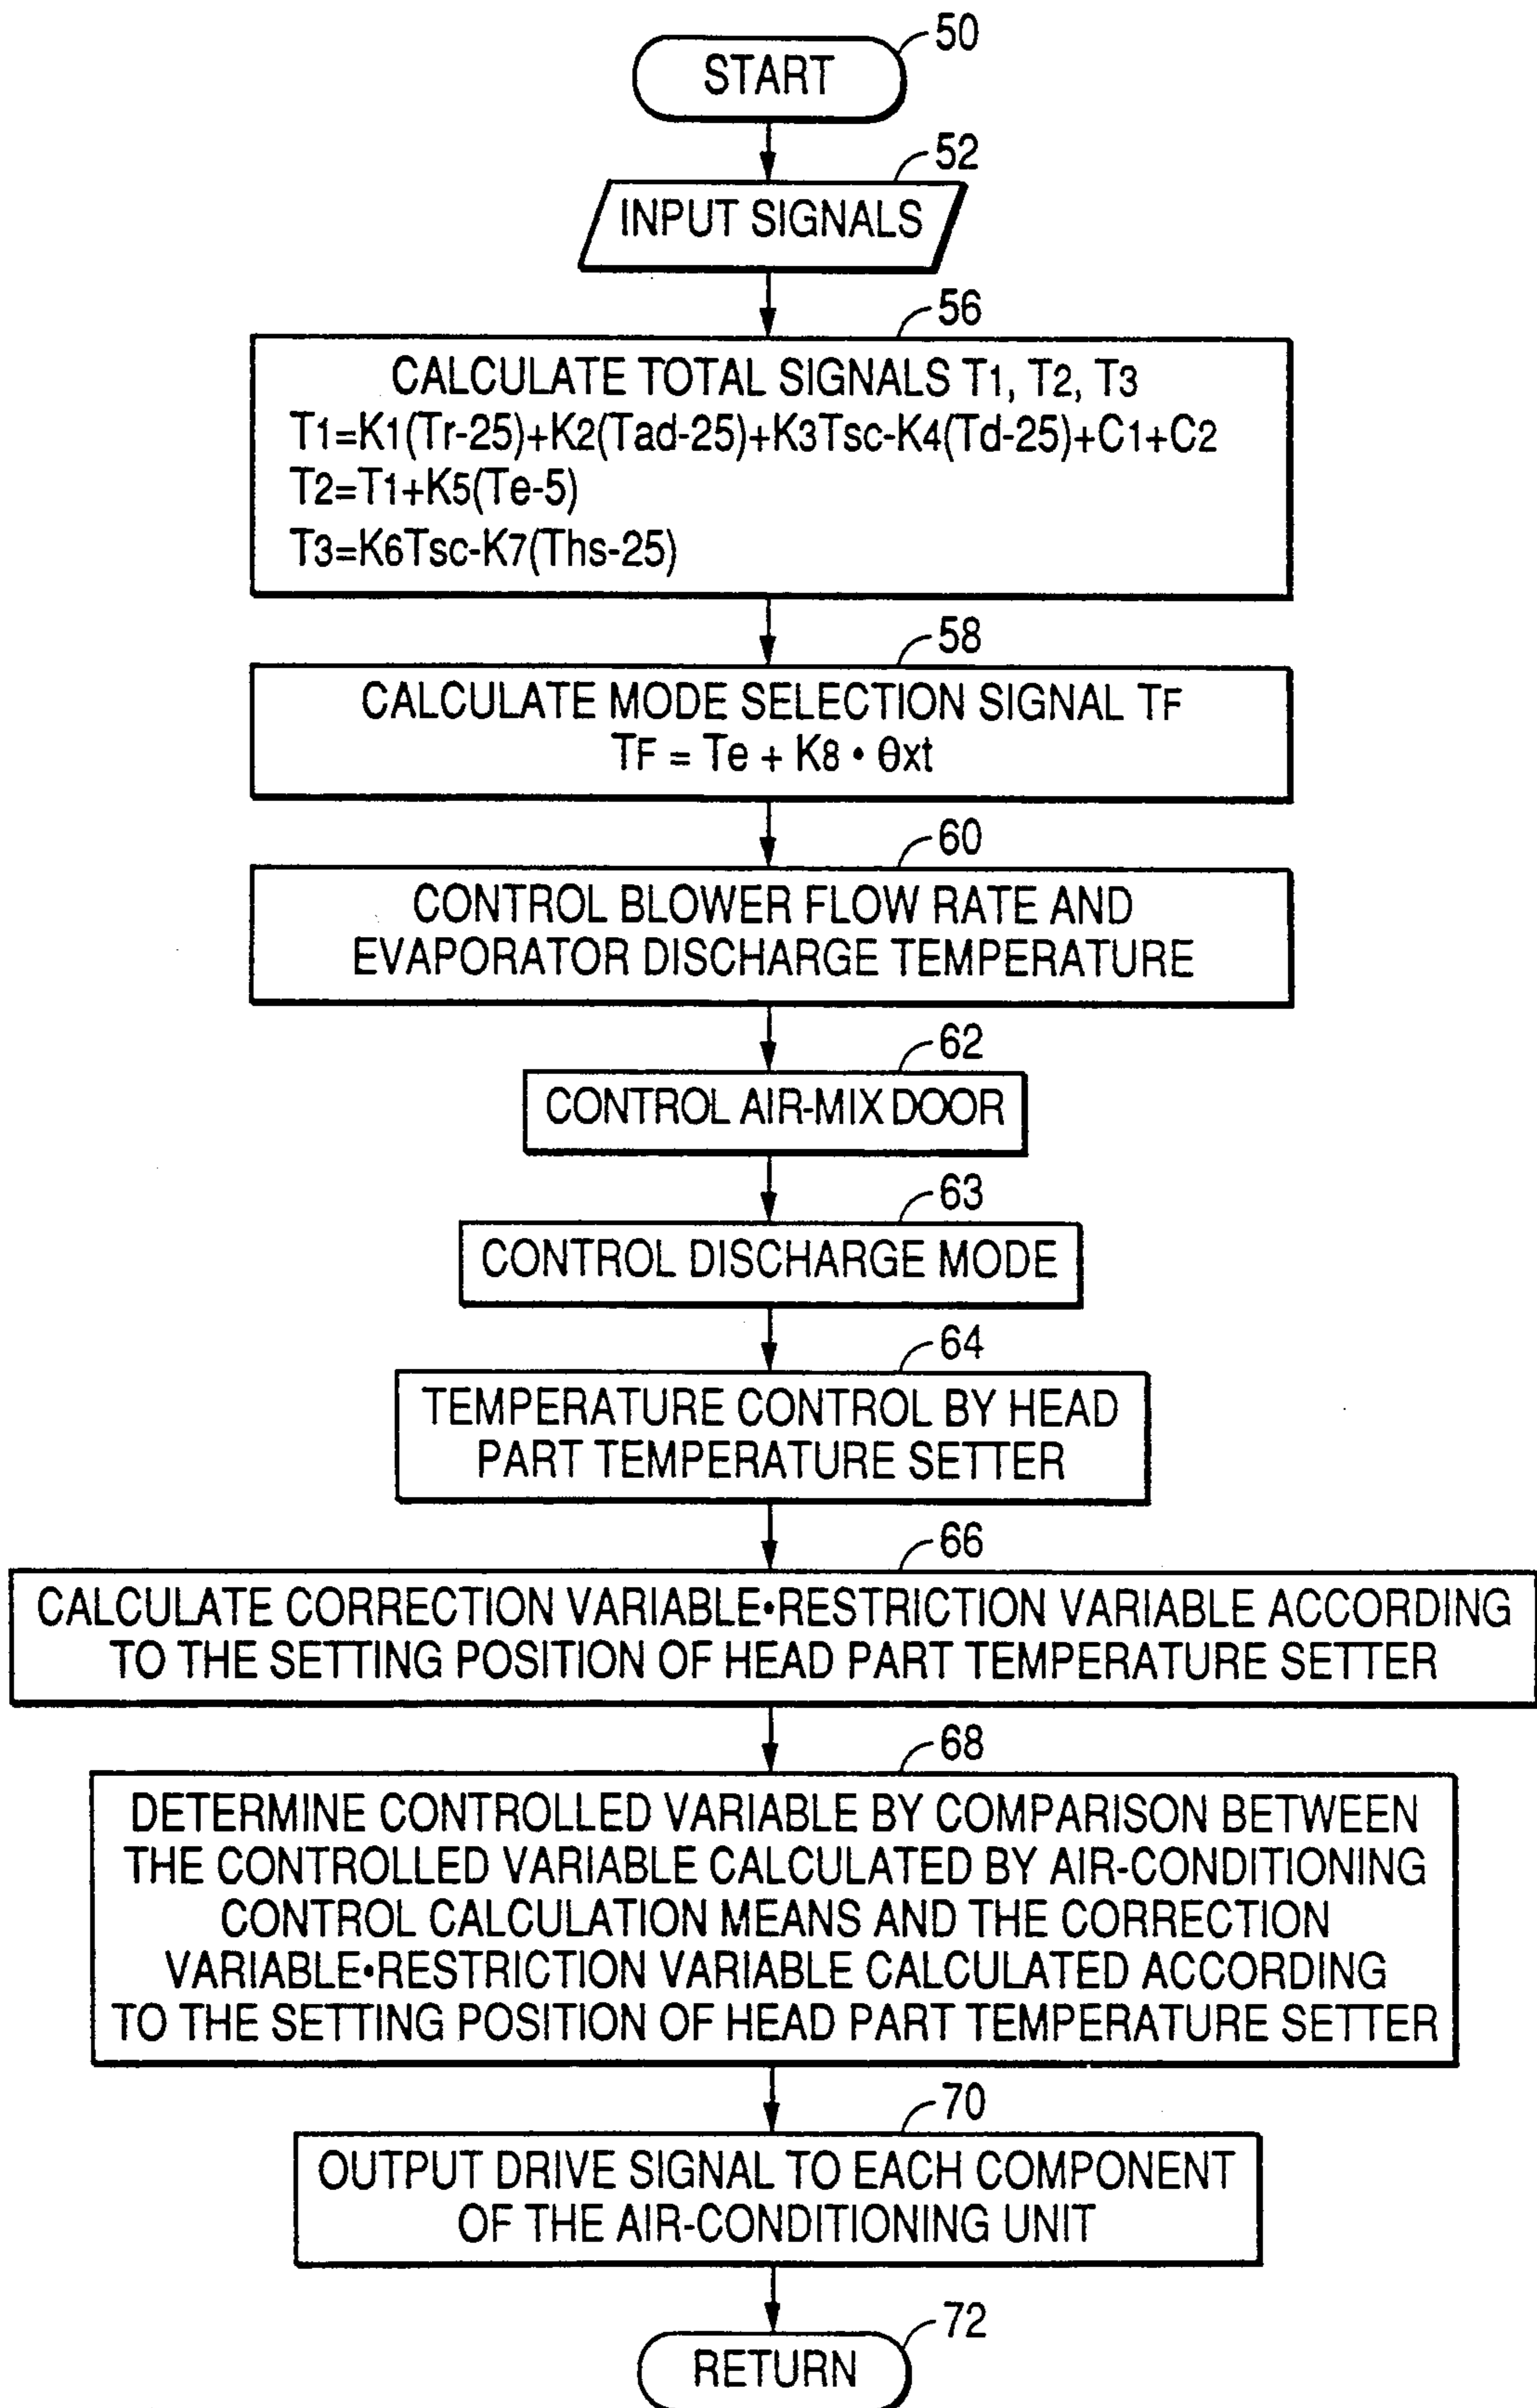 50
START
52
INPUT SIGNALS
56
CALCULATE TOTAL SIGNALS T1, T2, T3
T1=K1(Tr-25)+K2(Tad-25)+K3Tsc-K4(Td-25)+C1+C2
T2=T1+K5(Te-5)
T3=K6Tsc-K7(Ths-25)
58
CALCULATE MODE SELECTION SIGNAL TF
TF = Te + K8 • θxt
60
CONTROL BLOWER FLOW RATE AND
EVAPORATOR DISCHARGE TEMPERATURE
62
CONTROL AIR-MIX DOOR
63
CONTROL DISCHARGE MODE
64
TEMPERATURE CONTROL BY HEAD
PART TEMPERATURE SETTER
66
CALCULATE CORRECTION VARIABLE•RESTRICTION VARIABLE ACCORDING
TO THE SETTING POSITION OF HEAD PART TEMPERATURE SETTER
68
DETERMINE CONTROLLED VARIABLE BY COMPARISON BETWEEN
THE CONTROLLED VARIABLE CALCULATED BY AIR-CONDITIONING
CONTROL CALCULATION MEANS AND THE CORRECTION
VARIABLE•RESTRICTION VARIABLE CALCULATED ACCORDING
TO THE SETTING POSITION OF HEAD PART TEMPERATURE SETTER
70
OUTPUT DRIVE SIGNAL TO EACH COMPONENT
OF THE AIR-CONDITIONING UNIT
72
RETURN